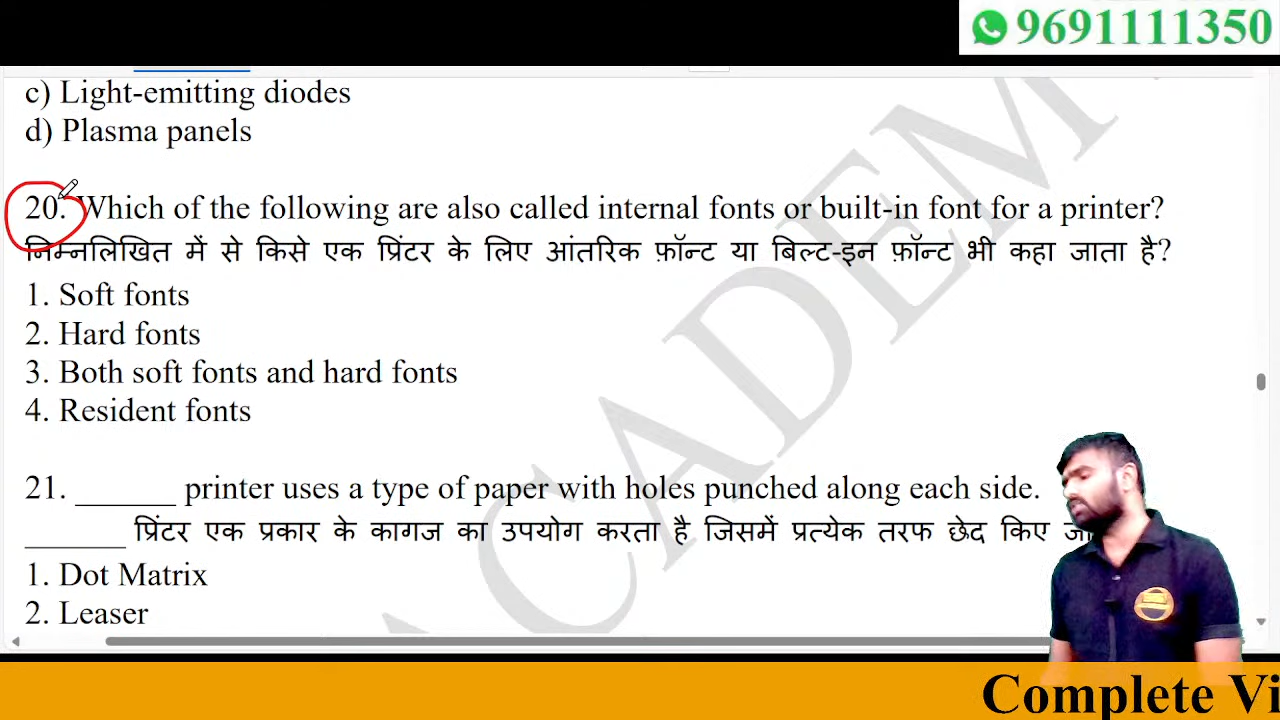 9691111350
c) Light-emitting diodes
d) Plasma panels
20. Which of the following are also called internal fonts or built-in font for a printer?
निम्नलिखित में से किसे एक प्रिंटर के लिए आंतरिक फ़ॉन्ट या बिल्ट-इन फ़ॉन्ट भी कहा जाता है?
1. Soft fonts
2. Hard fonts
3. Both soft fonts and hard fonts
4. Resident fonts
21. ______ printer uses a type of paper with holes punched along each side.
______ प्रिंटर एक प्रकार के कागज का उपयोग करता है जिसमें प्रत्येक तरफ छेद किए
1. Dot Matrix
2. Leaser
ACADEM
Complete Vi